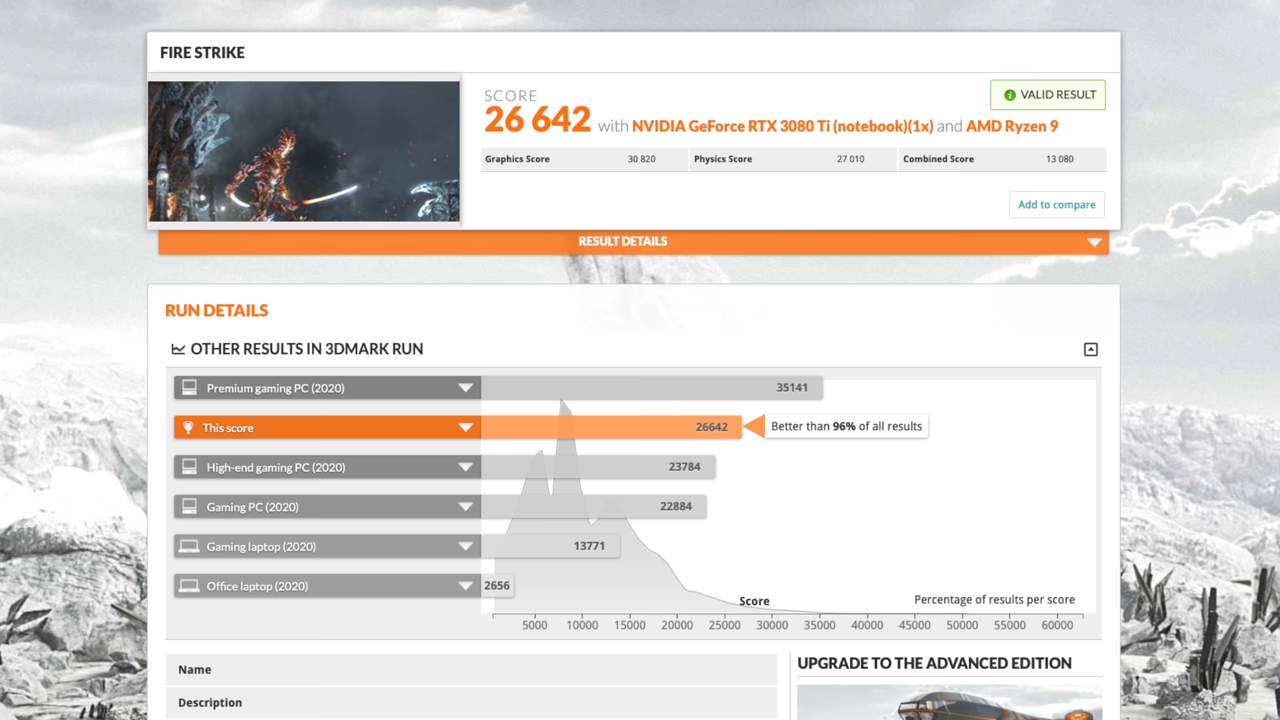 FIRE STRIKE
SCORE
VALID RESULT
26 642 with NVIDIA GeForce RTX 3080 Ti (notebook)(1x) and AMD Ryzen 9
Graphics Score 30 820 Physics Score 27 010 Combined Score 13 080
Add to compare
RESULT DETAILS
RUN DETAILS
OTHER RESULTS IN 3DMARK RUN
Premium gaming PC (2020) 35141
This score 26642 Better than 96% of all results
High-end gaming PC (2020) 23784
Gaming PC (2020) 22884
Gaming laptop (2020) 13771
Office laptop (2020) 2656
Score Percentage of results per score
5000 10000 15000 20000 25000 30000 35000 40000 45000 50000 55000 60000
Name
UPGRADE TO THE ADVANCED EDITION
Description